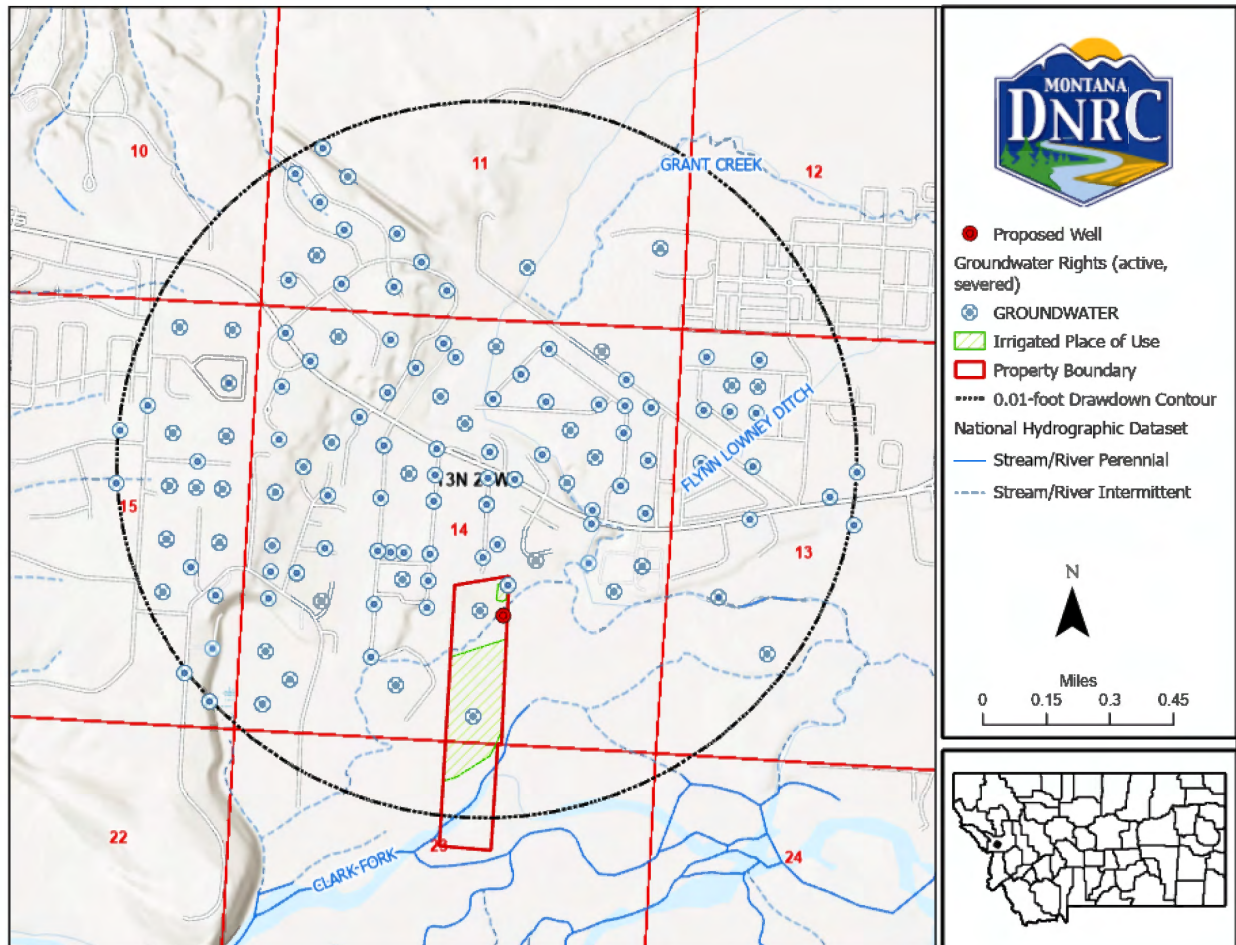 10
11
12
GRANT CREEK
FLYNN LOWNEY DITCH
14
15
13
22
23
24
CLARK-FORK
MONTANA
DNRC
Proposed Well
Groundwater Rights (active,
severed)
GROUNDWATER
Irrigated Place of Use
Property Boundary
0.01-foot Drawdown Contour
National Hydrographic Dataset
Stream/River Perennial
Stream/River Intermittent
N
Miles
0 0.15 0.3 0.45